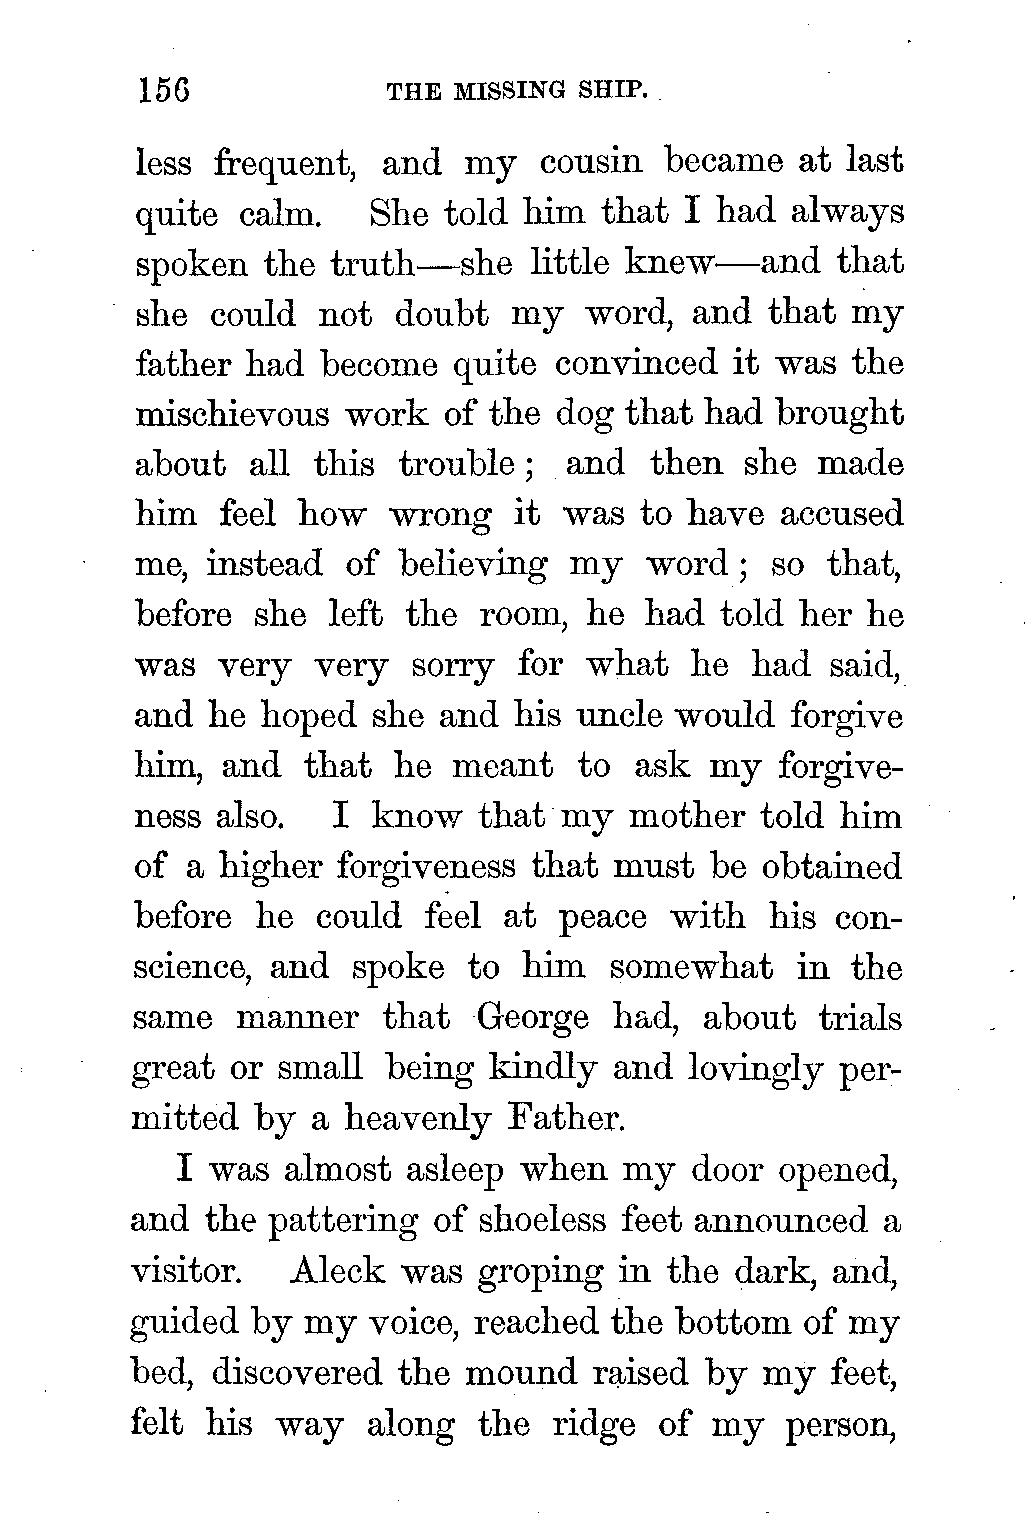 156 THE MISSING SHIP.
less frequent, and my cousin became at last
quite calm. She told him that I had always
spoken the truth—she little knew—and that
she could not doubt my word, and that my
father had become quite convinced it was the
mischievous work of the dog that had brought
about all this trouble; and then she made
him feel how wrong it was to have accused
me, instead of believing my word; so that,
before she left the room, he had told her he
was very very sorry for what he had said,
and he hoped she and his uncle would forgive
him, and that he meant to ask my forgive-
ness also. I know that my mother told him
of a higher forgiveness that must be obtained
before he could feel at peace with his con-
science, and spoke to him somewhat in the
same manner that George had, about trials
great or small being kindly and lovingly per-
mitted by a heavenly Father.
I was almost asleep when my door opened,
and the pattering of shoeless feet announced a
visitor. Aleck was groping in the dark, and,
guided by my voice, reached the bottom of my
bed, discovered the mound raised by my feet,
felt his way along the ridge of my person,